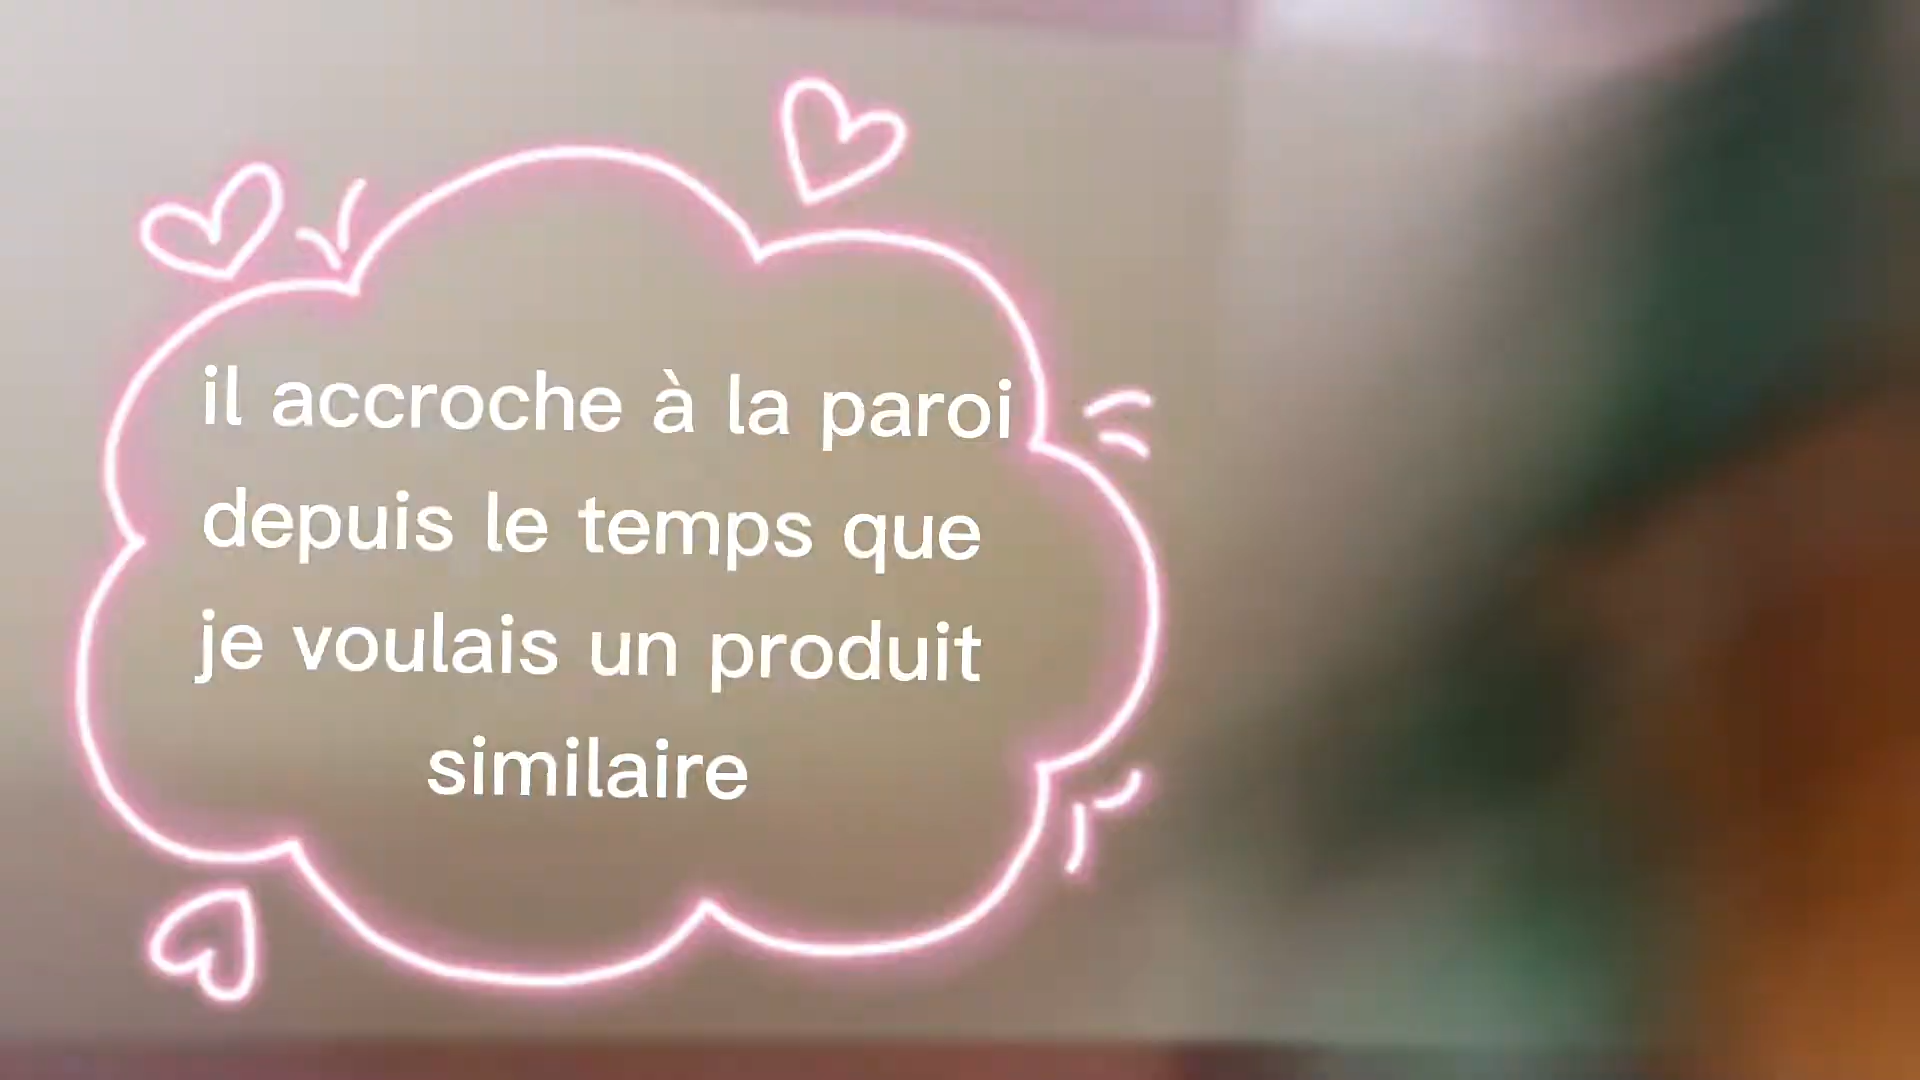 il accroche à la paroi
depuis le temps que
je voulais un produit
similaire